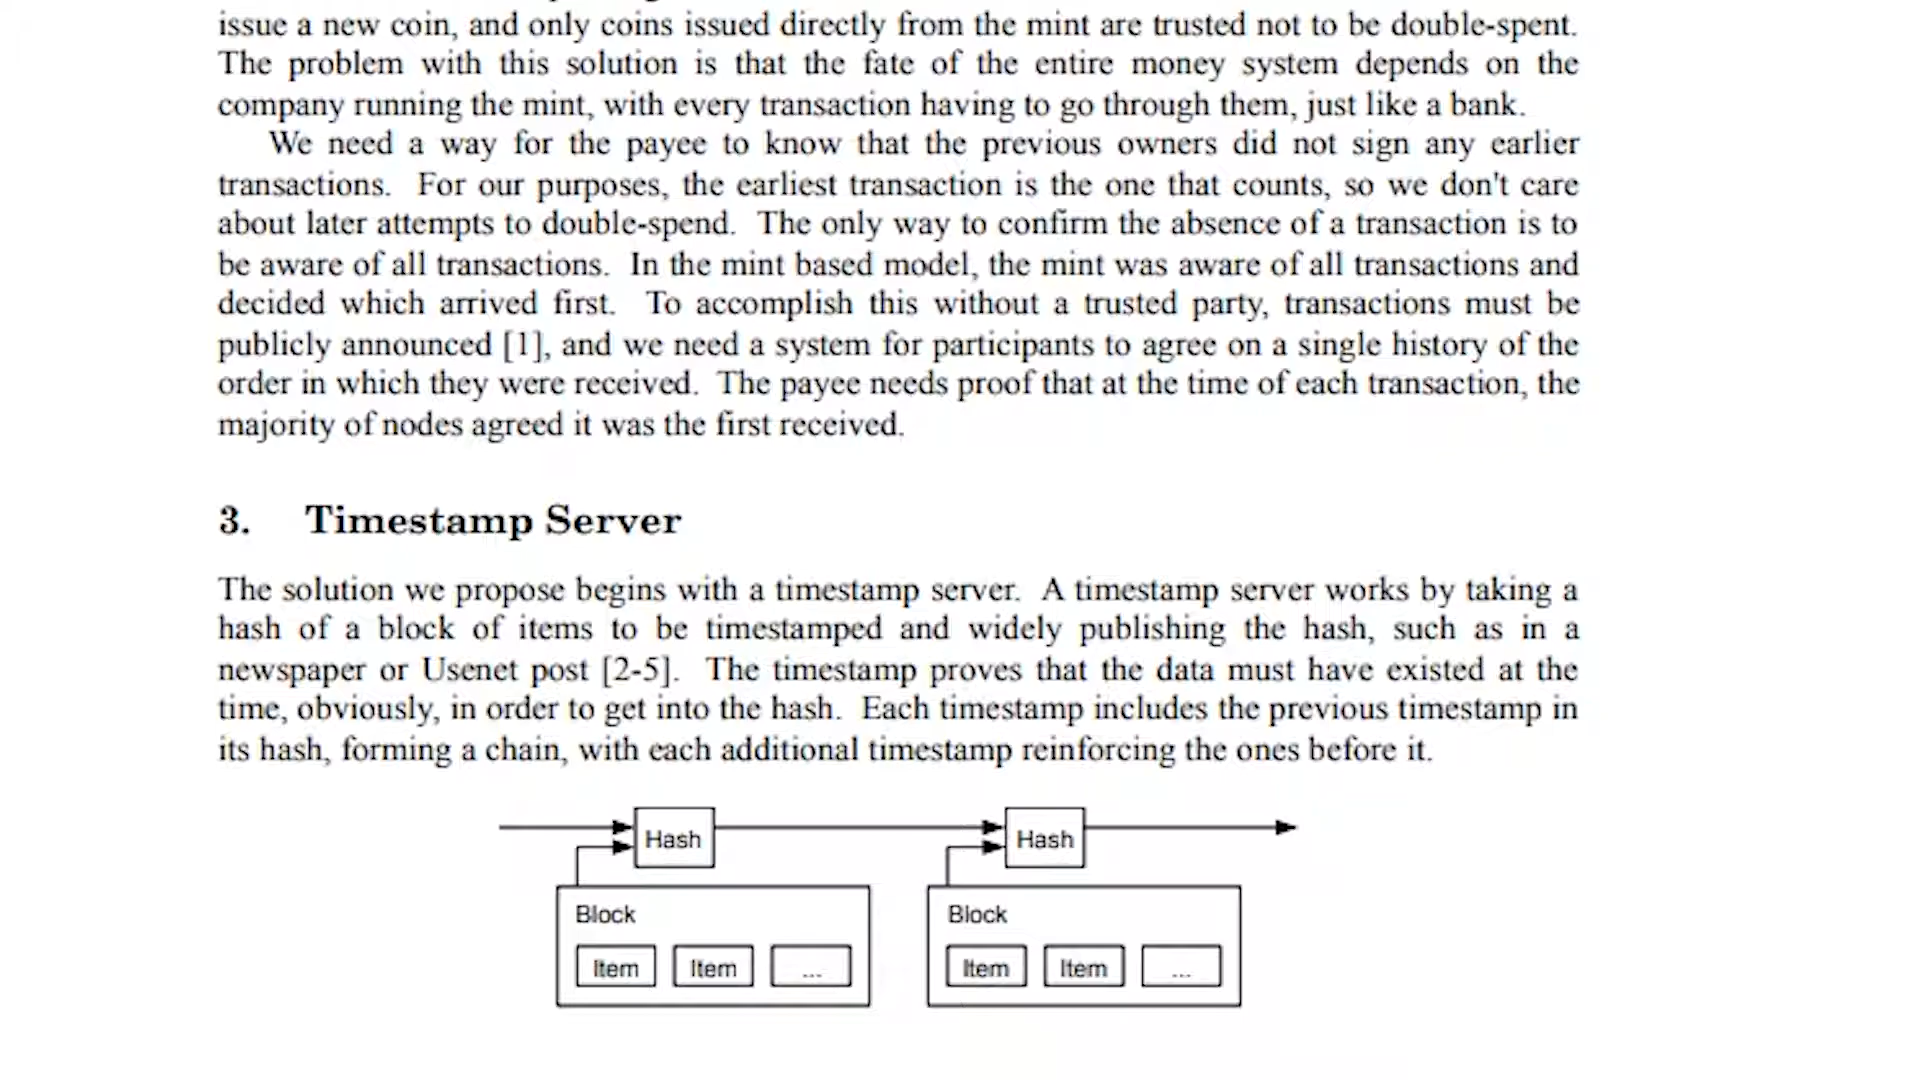 issue a new coin, and only coins issued directly from the mint are trusted not to be double-spent.
The problem with this solution is that the fate of the entire money system depends on the
company running the mint, with every transaction having to go through them, just like a bank.
We need a way for the payee to know that the previous owners did not sign any earlier
transactions. For our purposes, the earliest transaction is the one that counts, so we don't care
about later attempts to double-spend. The only way to confirm the absence of a transaction is to
be aware of all transactions. In the mint based model, the mint was aware of all transactions and
decided which arrived first. To accomplish this without a trusted party, transactions must be
publicly announced [1], and we need a system for participants to agree on a single history of the
order in which they were received. The payee needs proof that at the time of each transaction, the
majority of nodes agreed it was the first received.
3. Timestamp Server
The solution we propose begins with a timestamp server. A timestamp server works by taking a
hash of a block of items to be timestamped and widely publishing the hash, such as in a
newspaper or Usenet post [2-5]. The timestamp proves that the data must have existed at the
time, obviously, in order to get into the hash. Each timestamp includes the previous timestamp in
its hash, forming a chain, with each additional timestamp reinforcing the ones before it.
Hash Hash
Block Block
Item Item ... Item Item ...